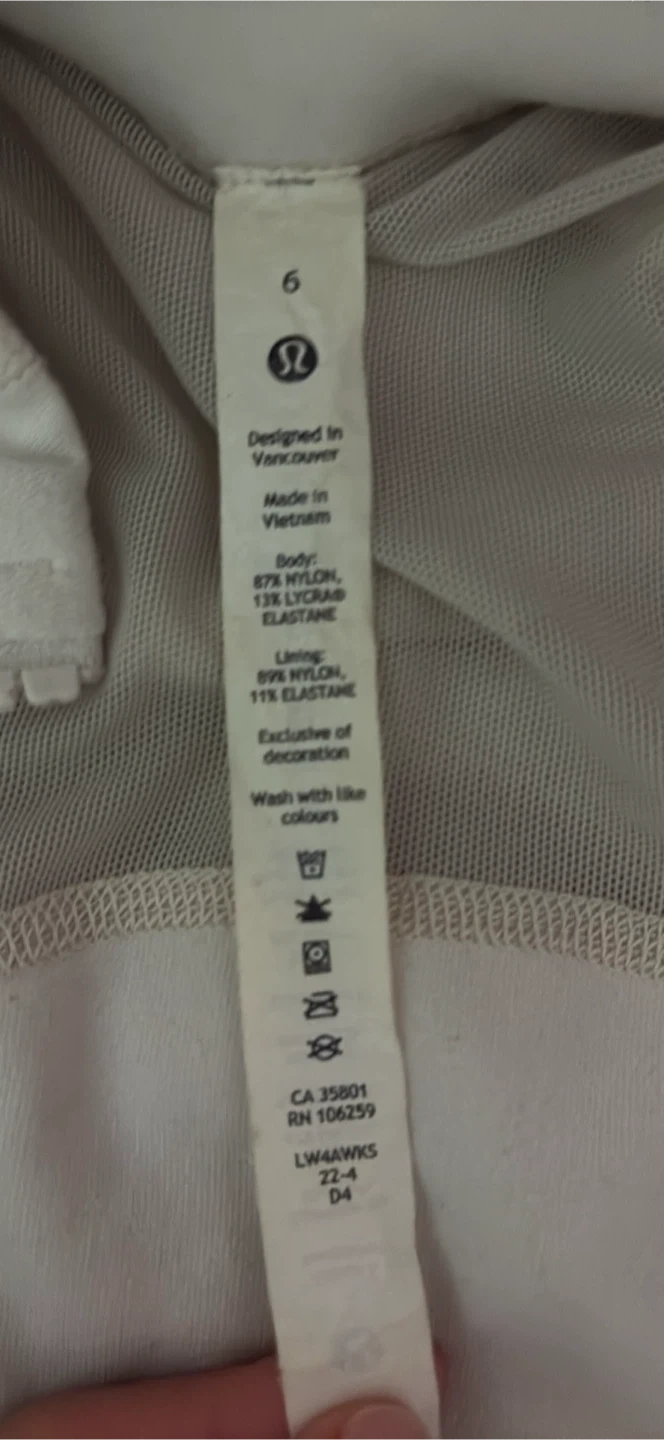 6
Designed in
Vancouver
Made in
Vietnam
Body:
87% NYLON,
13% LYCRA®
ELASTANE
Lining:
89% NYLON,
11% ELASTANE
Exclusive of
decoration
Wash with like
colours
CA 35801
RN 106259
LW4AWKS
22-4
D4